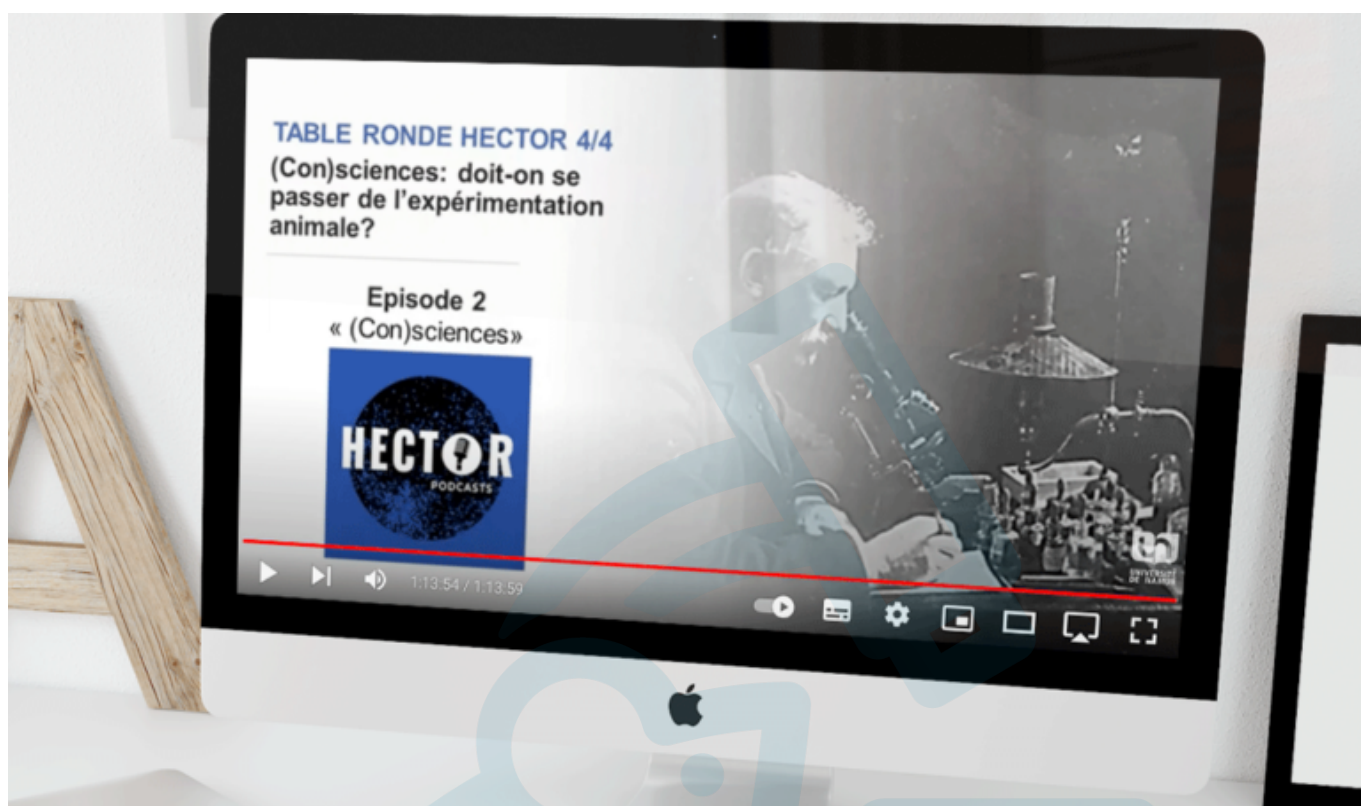 TABLE RONDE HECTOR 4/4
(Con)sciences: doit-on se
passer de l'expérimentation
animale?
Episode 2
« (Con)sciences»
HECTOR
PODCASTS
1:13:54 / 1:13:59
UNIVERSITÉ
DE NAMUR